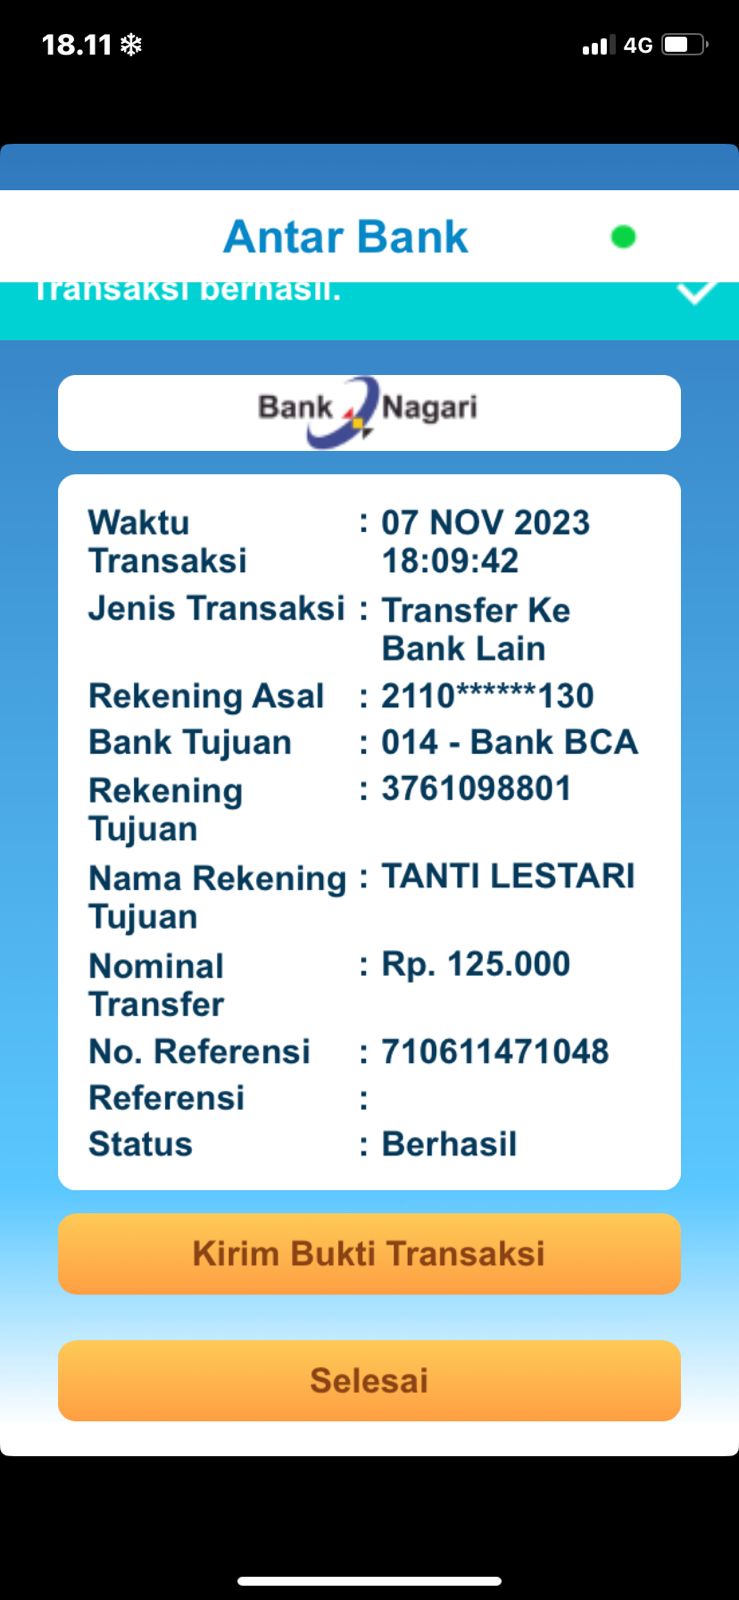 18.11
4G
Antar Bank
Transaksi berhasil.
Bank Nagari
Waktu Transaksi : 07 NOV 2023 18:09:42
Jenis Transaksi : Transfer Ke Bank Lain
Rekening Asal : 2110******130
Bank Tujuan : 014 - Bank BCA
Rekening Tujuan : 3761098801
Nama Rekening Tujuan : TANTI LESTARI
Nominal Transfer : Rp. 125.000
No. Referensi : 710611471048
Referensi :
Status : Berhasil
Kirim Bukti Transaksi
Selesai